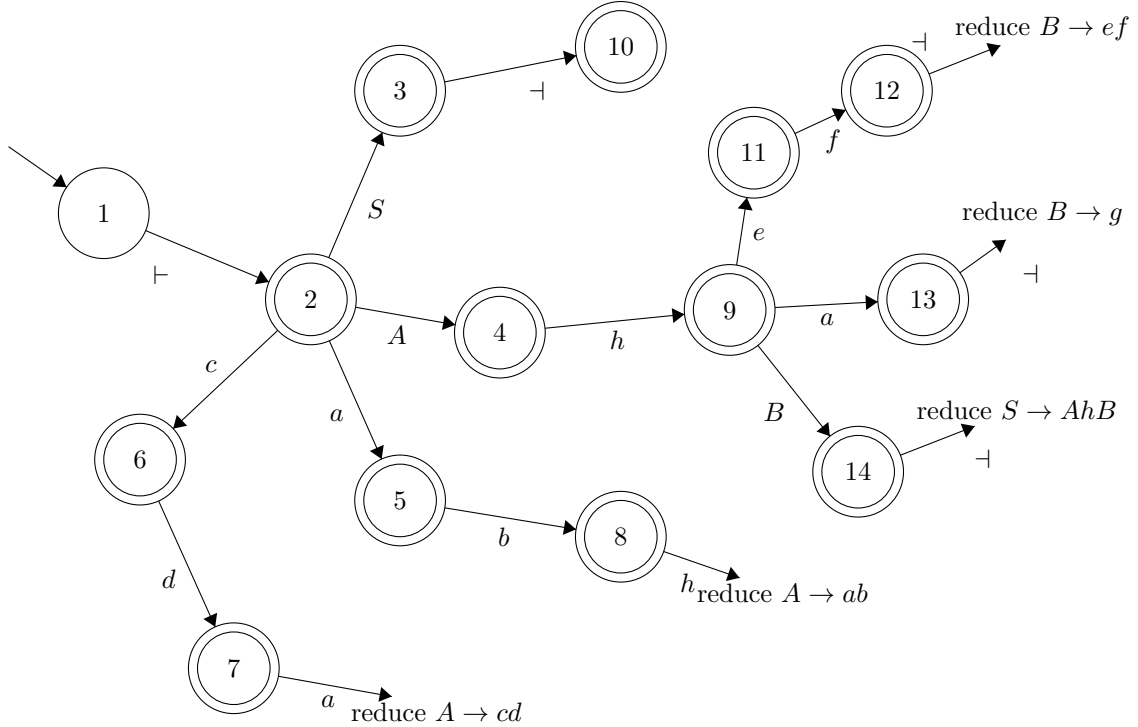 10
reduce B → ef
⊣
3
12
⊣
11
f
1
S
e
reduce B → g
⊢
2
9
13
⊣
a
4
A
h
c
B
reduce S → AhB
a
6
14
⊣
5
b
8
d
h
reduce A → ab
7
a
reduce A → cd